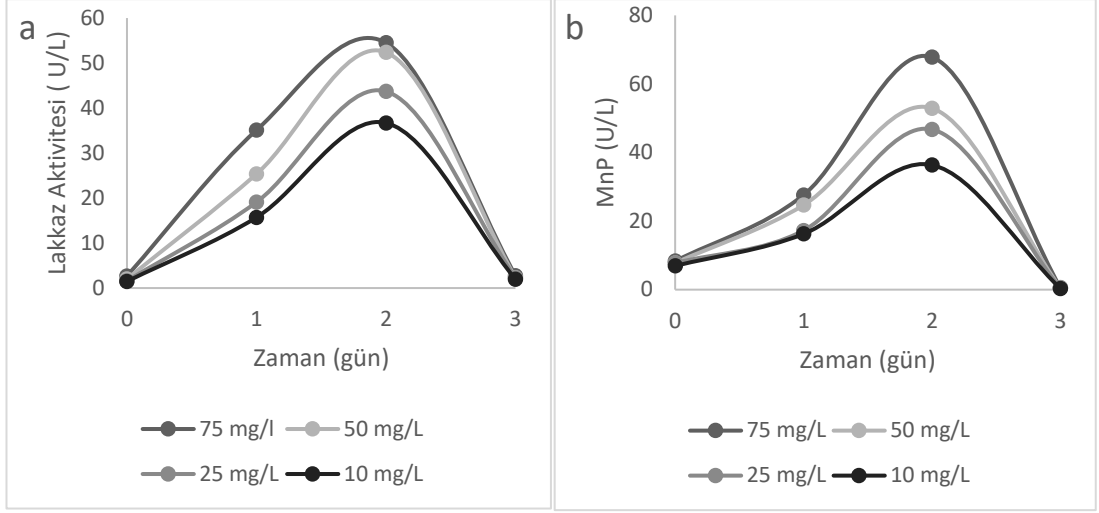 a
Lakkaz Aktivitesi ( U/L)
60
50
40
30
20
10
0
0 1 2 3
Zaman (gün)
75 mg/l 50 mg/L
25 mg/L 10 mg/L
b
MnP (U/L)
80
60
40
20
0
0 1 2 3
Zaman (gün)
75 mg/L 50 mg/L
25 mg/L 10 mg/L